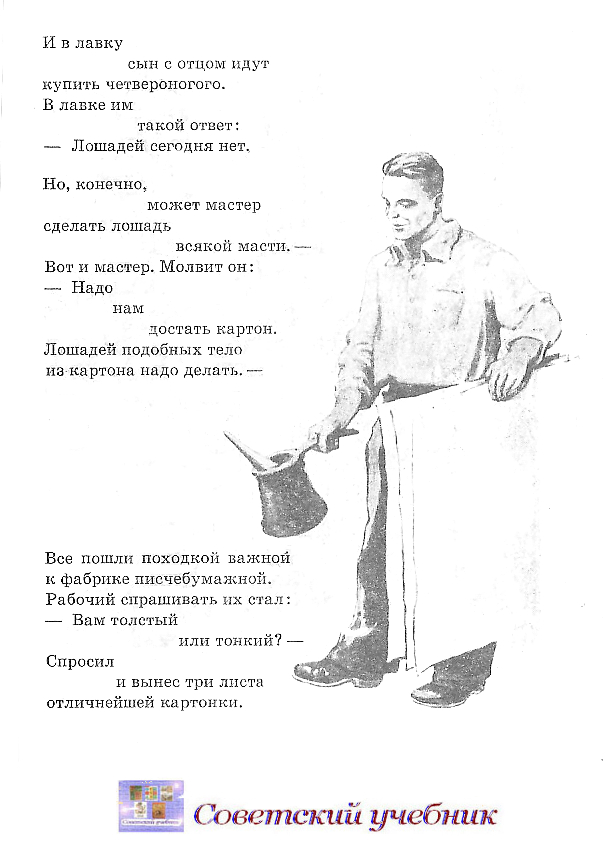 И в лавку
сын с отцом идут
купить четвероногого.
В лавке им
такой ответ:
— Лошадей сегодня нет.
Но, конечно,
может мастер
сделать лошадь
всякой масти. —
Вот и мастер. Молвит он:
— Надо
нам
достать картон.
Лошадей подобных тело
из картона надо делать. —
Все пошли походкой важной
к фабрике писчебумажной.
Рабочий спрашивать их стал:
— Вам толстый
или тонкий? —
Спросил
и вынес три листа
отличнейшей картонки.
Советский учебник
Советский учебник